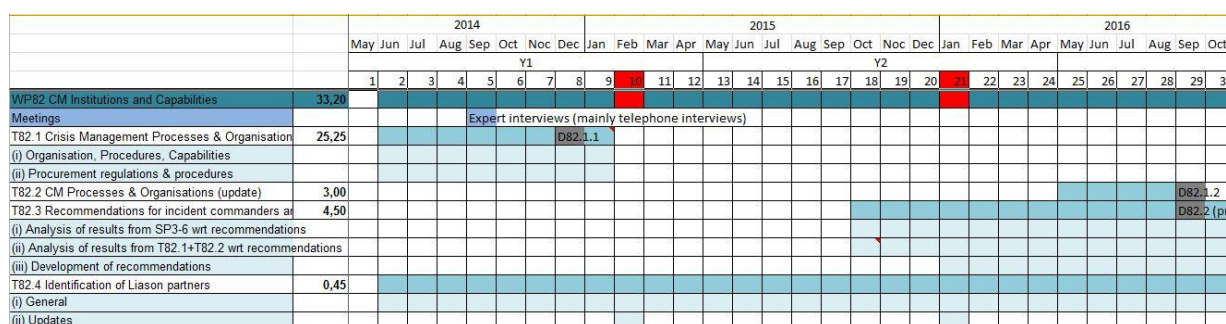 2014 2015 2016
May Jun Jul Aug Sep Oct Noc Dec Jan Feb Mar Apr May Jun Jul Aug Sep Oct Nov Dec Jan Feb Mar Apr May Jun Jul Aug Sep Oct
Y1 Y2
1 2 3 4 5 6 7 8 9 10 11 12 13 14 15 16 17 18 19 20 21 22 23 24 25 26 27 28 29 3
WP82 CM Institutions and Capabilities 33,20
Meetings Expert interviews (mainly telephone interviews)
T82.1 Crisis Management Processes & Organisation 25,25 D82.1.1
(i) Organisation, Procedures, Capabilities
(ii) Procurement regulations & procedures
T82.2 CM Processes & Organisations (update) 3,00 D82.1.2
T82.3 Recommendations for incident commanders ar 4,50 D82.2 (pr
(i) Analysis of results from SP3-6 wrt recommendations
(ii) Analysis of results from T82.1+T82.2 wrt recommendations
(iii) Development of recommendations
T82.4 Identification of Liason partners 0,45
(i) General
(ii) Updates